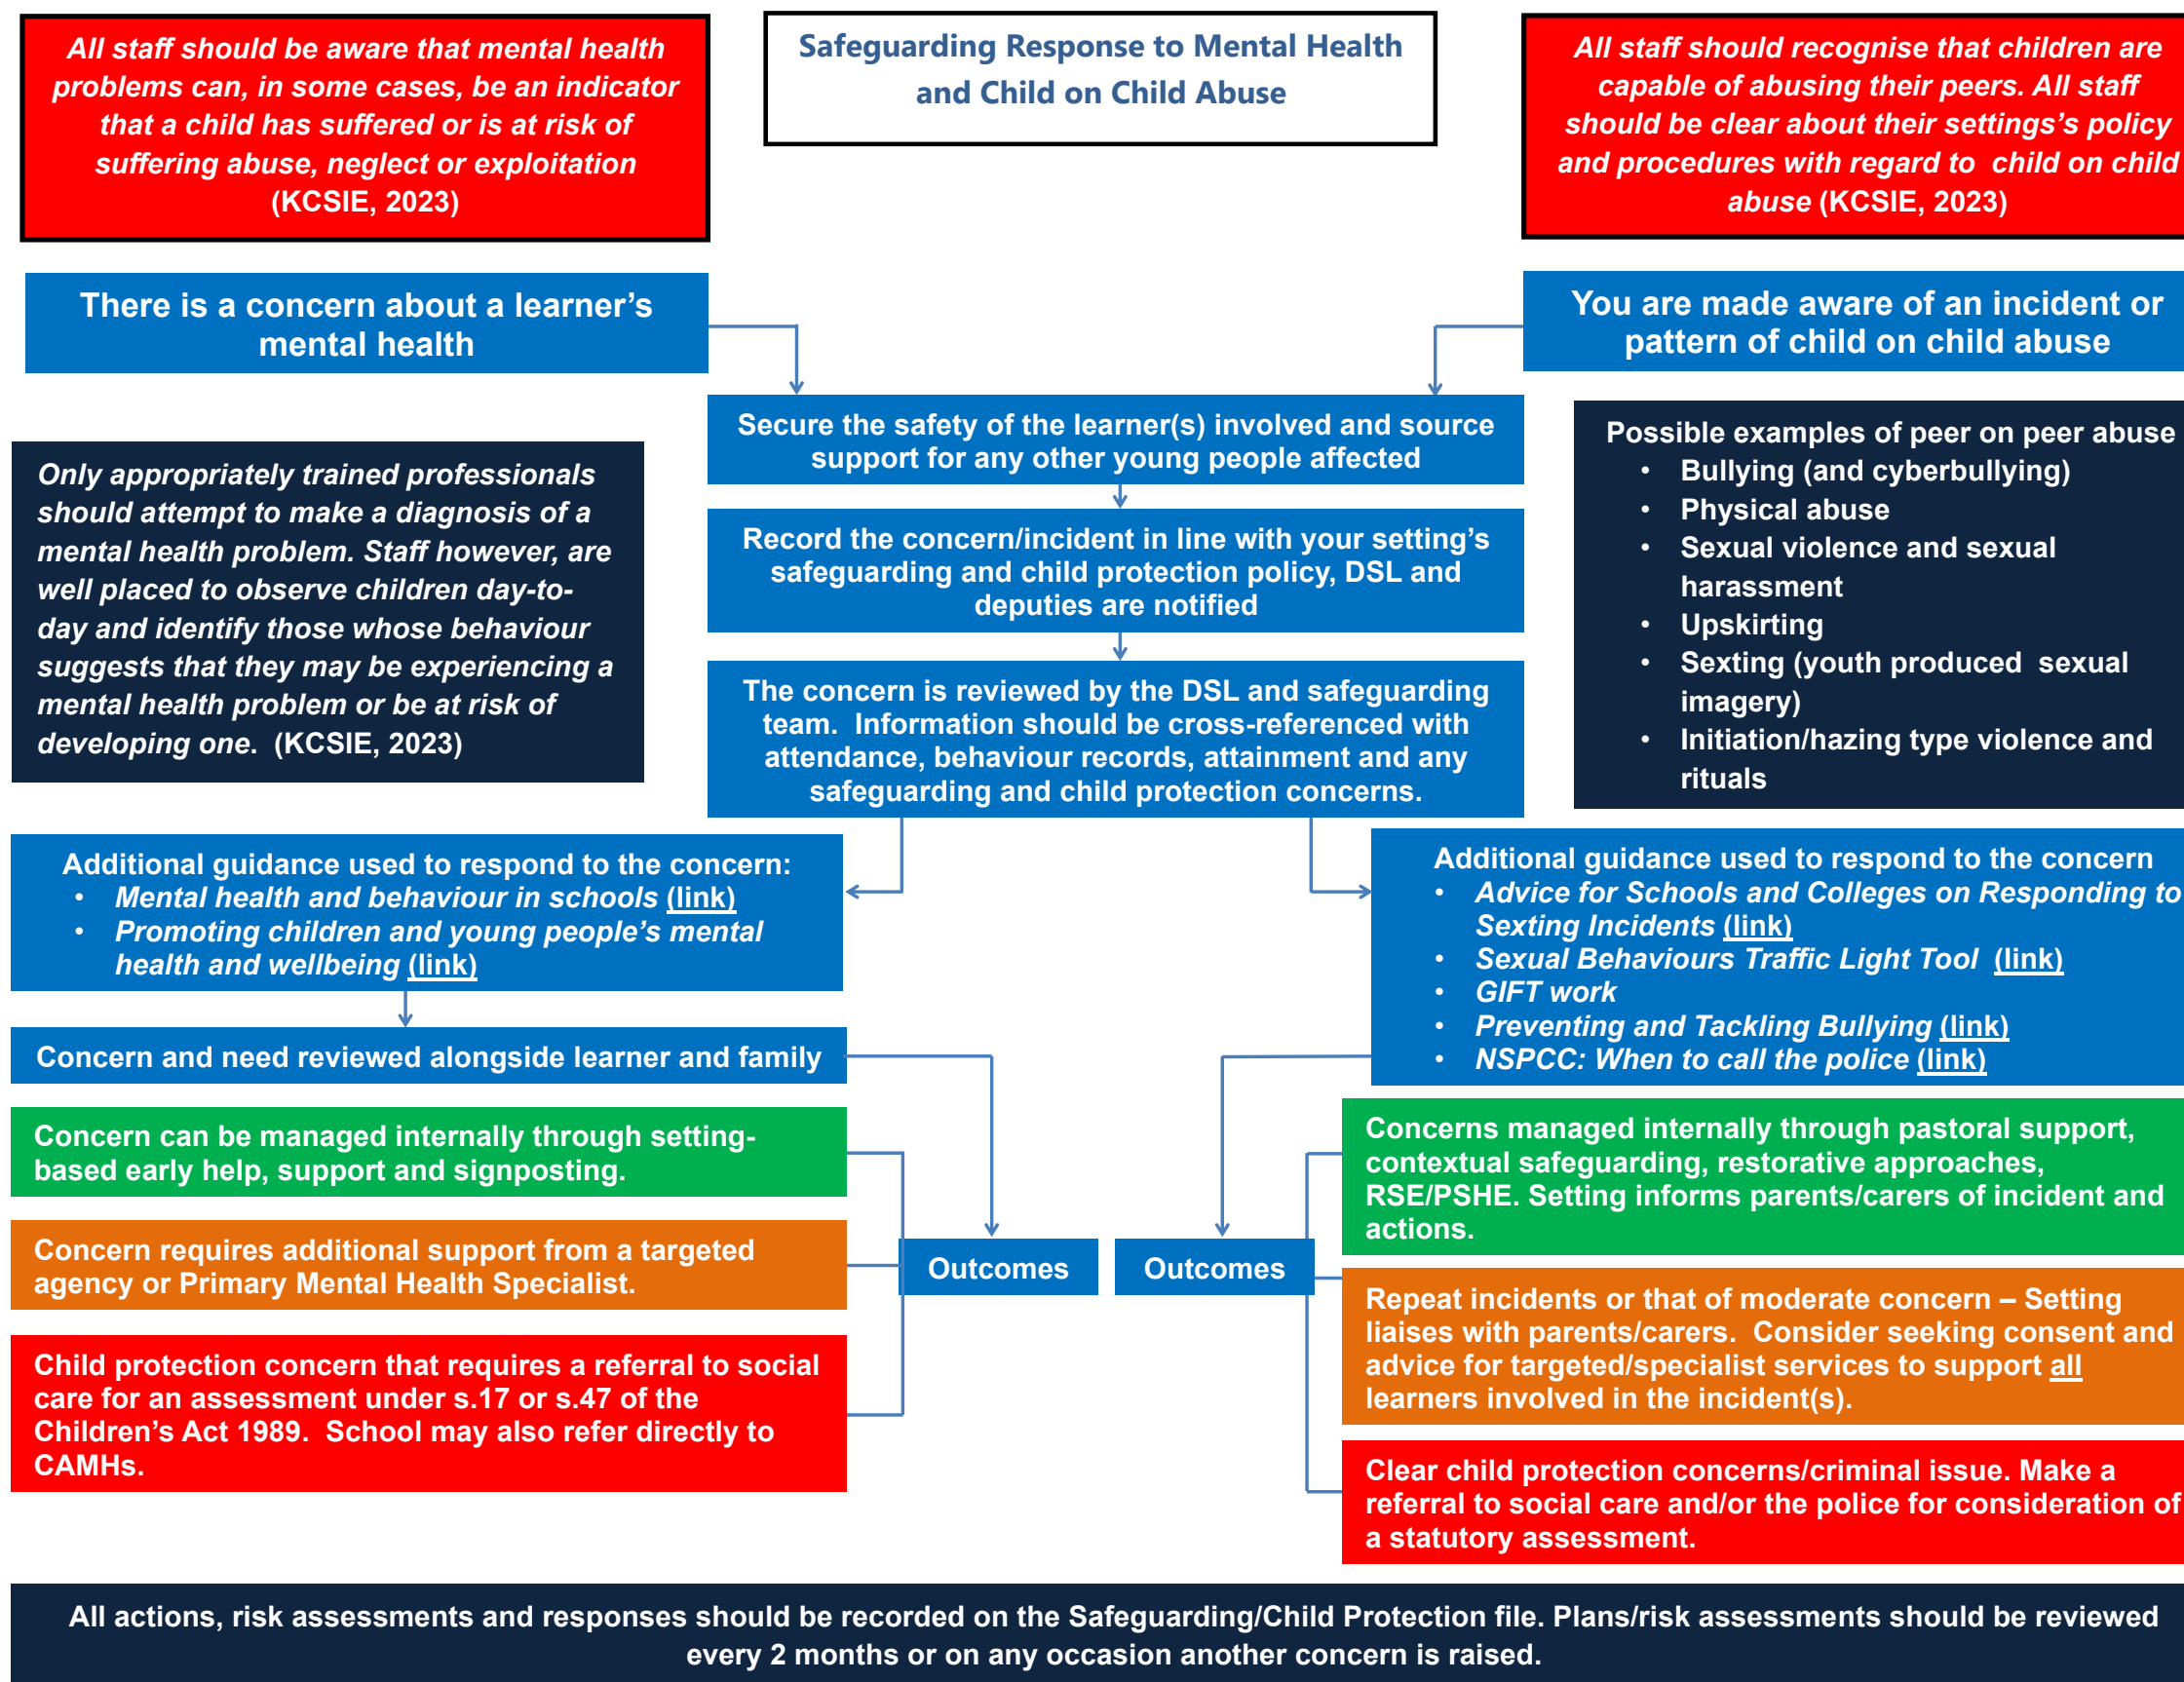 All staff should be aware that mental health
problems can, in some cases, be an indicator
that a child has suffered or is at risk of
suffering abuse, neglect or exploitation
(KCSIE, 2023)
Safeguarding Response to Mental Health
and Child on Child Abuse
All staff should recognise that children are
capable of abusing their peers. All staff
should be clear about their settings's policy
and procedures with regard to  child on child
abuse (KCSIE, 2023)
There is a concern about a learner’s
mental health
You are made aware of an incident or
pattern of child on child abuse
Secure the safety of the learner(s) involved and source
support for any other young people affected
Only appropriately trained professionals
should attempt to make a diagnosis of a
mental health problem. Staff however, are
well placed to observe children day-to-
day and identify those whose behaviour
suggests that they may be experiencing a
mental health problem or be at risk of
developing one.  (KCSIE, 2023)
Record the concern/incident in line with your setting’s
safeguarding and child protection policy, DSL and
deputies are notified
The concern is reviewed by the DSL and safeguarding
team.  Information should be cross-referenced with
attendance, behaviour records, attainment and any
safeguarding and child protection concerns.
Possible examples of peer on peer abuse
• Bullying (and cyberbullying)
• Physical abuse
• Sexual violence and sexual
harassment
• Upskirting
• Sexting (youth produced  sexual
imagery)
• Initiation/hazing type violence and
rituals
Additional guidance used to respond to the concern:
• Mental health and behaviour in schools (link)
• Promoting children and young people’s mental
health and wellbeing (link)
Additional guidance used to respond to the concern
• Advice for Schools and Colleges on Responding to
Sexting Incidents (link)
• Sexual Behaviours Traffic Light Tool  (link)
• GIFT work
• Preventing and Tackling Bullying (link)
• NSPCC: When to call the police (link)
Concern and need reviewed alongside learner and family
Concern can be managed internally through setting-
based early help, support and signposting.
Concern requires additional support from a targeted
agency or Primary Mental Health Specialist.
Child protection concern that requires a referral to social
care for an assessment under s.17 or s.47 of the
Children’s Act 1989.  School may also refer directly to
CAMHs.
Outcomes
Outcomes
Concerns managed internally through pastoral support,
contextual safeguarding, restorative approaches,
RSE/PSHE. Setting informs parents/carers of incident and
actions.
Repeat incidents or that of moderate concern – Setting
liaises with parents/carers.  Consider seeking consent and
advice for targeted/specialist services to support all
learners involved in the incident(s).
Clear child protection concerns/criminal issue. Make a
referral to social care and/or the police for consideration of
a statutory assessment.
All actions, risk assessments and responses should be recorded on the Safeguarding/Child Protection file. Plans/risk assessments should be reviewed
every 2 months or on any occasion another concern is raised.